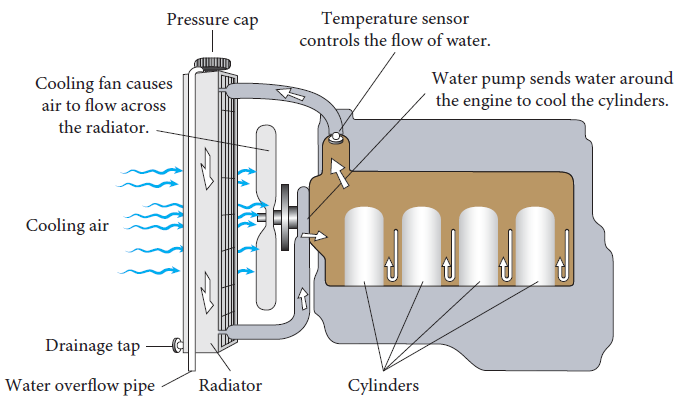 Pressure cap
Temperature sensor
controls the flow of water.
Cooling fan causes
air to flow across
the radiator.
Water pump sends water around
the engine to cool the cylinders.
Cooling air
Drainage tap
Water overflow pipe
Radiator
Cylinders